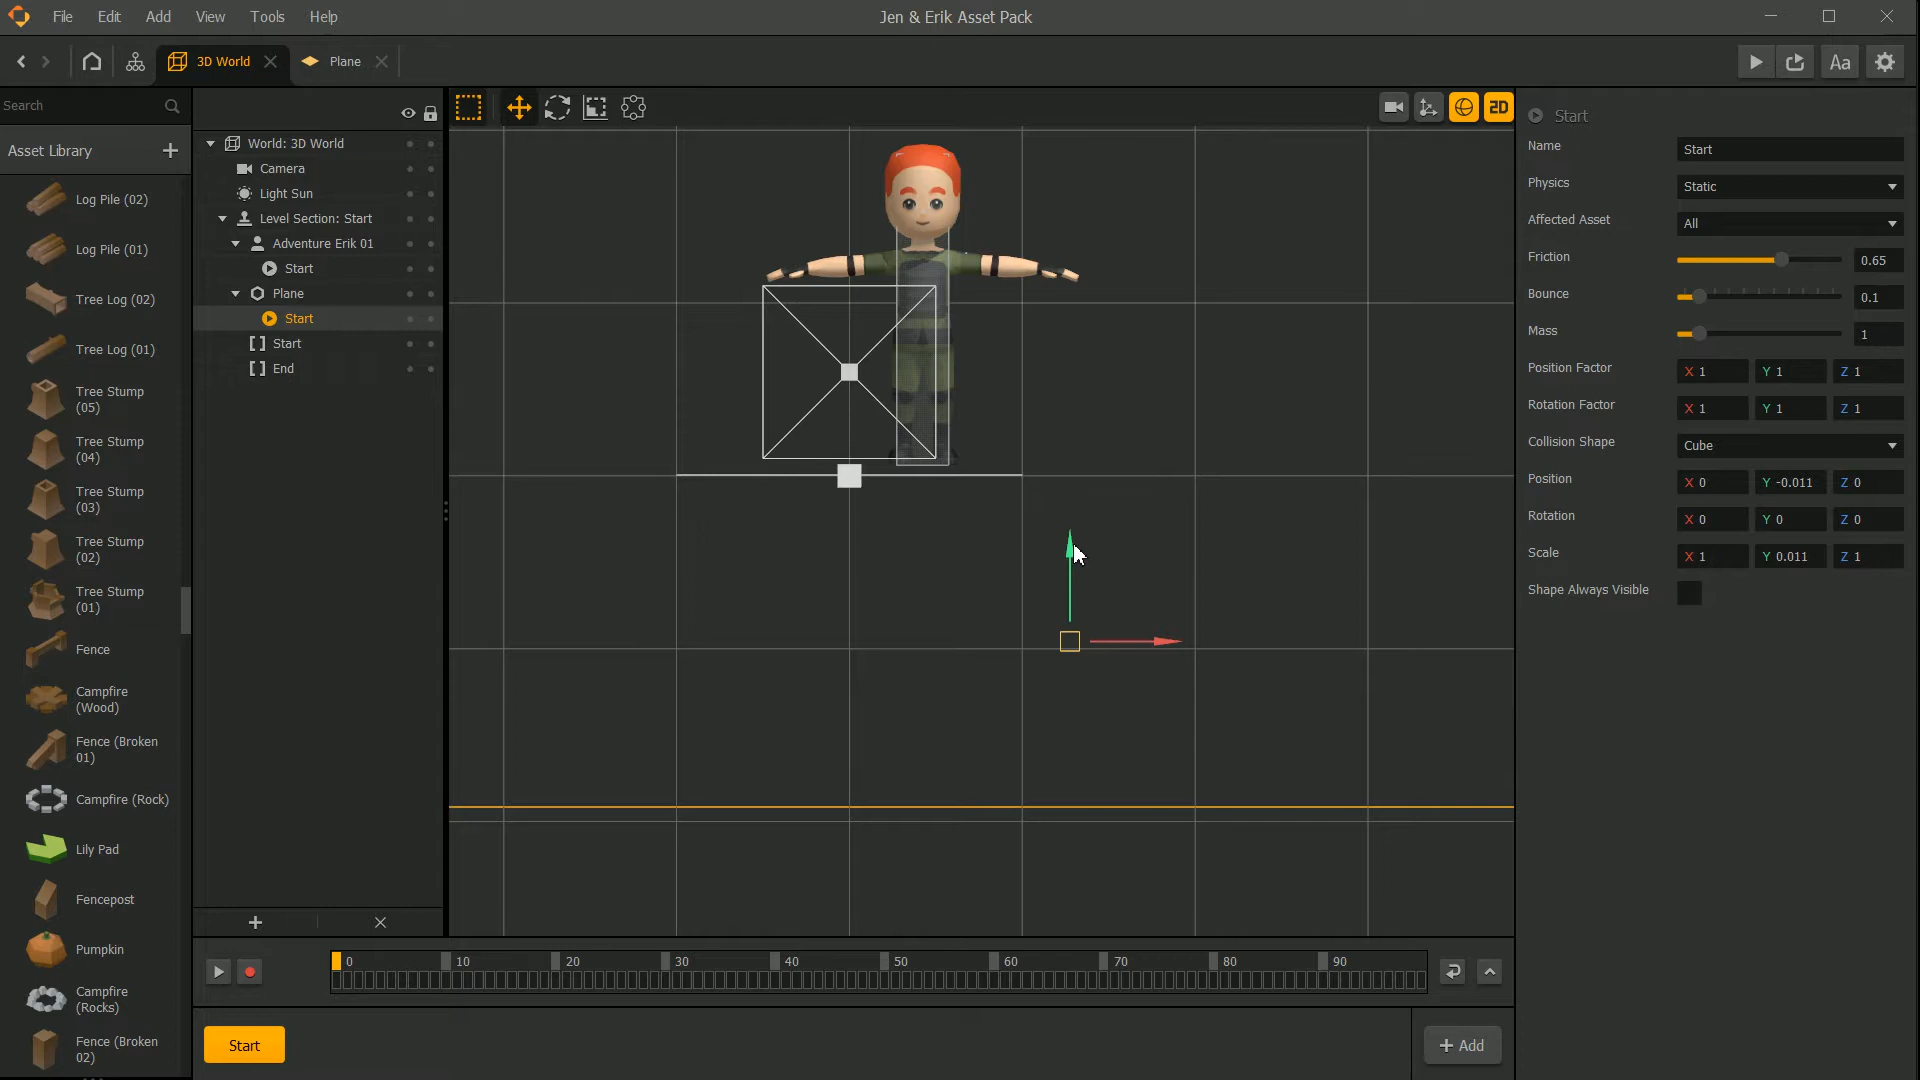 File Edit Add View Tools Help
Jen & Erik Asset Pack
3D World
Plane
Aa
Search
Asset Library
Log Pile (02)
Log Pile (01)
Tree Log (02)
Tree Log (01)
Tree Stump
(05)
Tree Stump
(04)
Tree Stump
(03)
Tree Stump
(02)
Tree Stump
(01)
Fence
Campfire
(Wood)
Fence (Broken
01)
Campfire (Rock)
Lily Pad
Fencepost
Pumpkin
Campfire
(Rocks)
Fence (Broken
02)
World: 3D World
Camera
Light Sun
Level Section: Start
Adventure Erik 01
Start
Plane
Start
Start
End
2D
Start
Name Start
Physics Static
Affected Asset All
Friction 0.65
Bounce 0.1
Mass 1
Position Factor X 1 Y 1 Z 1
Rotation Factor X 1 Y 1 Z 1
Collision Shape Cube
Position X 0 Y -0.011 Z 0
Rotation X 0 Y 0 Z 0
Scale X 1 Y 0.011 Z 1
Shape Always Visible
0 10 20 30 40 50 60 70 80 90
Start
+ Add